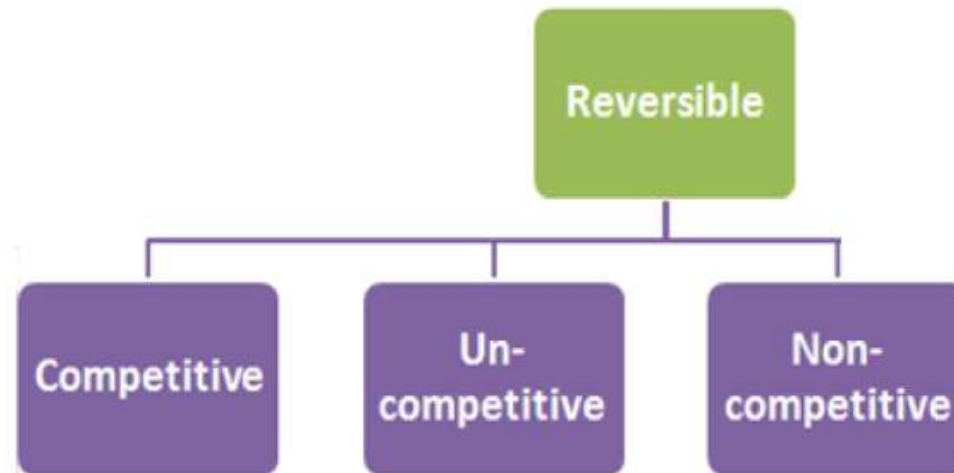 Reversible
Competitive
Un-
competitive
Non-
competitive